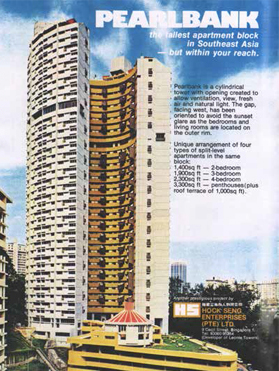 PEARLBANK
the tallest apartment block
in Southeast Asia
— but within your reach.
Pearlbank is a cylindrical
tower with opening created to
allow ventilation, view, fresh
air and natural light. The gap,
facing west, has been
oriented to avoid the sunset
glare as the bedrooms and
living rooms are located on
the outer rim.
Unique arrangement of four
types of split-level
apartments in the same
block:
1,400sq ft — 2-bedroom
1,900sq ft — 3-bedroom
2,300sq ft — 4-bedroom
3,300sq ft — penthouses (plus
roof terrace of 1,000sq ft).
Another prestigious project by
HS
HOCK SENG
ENTERPRISES
(PTE) LTD.